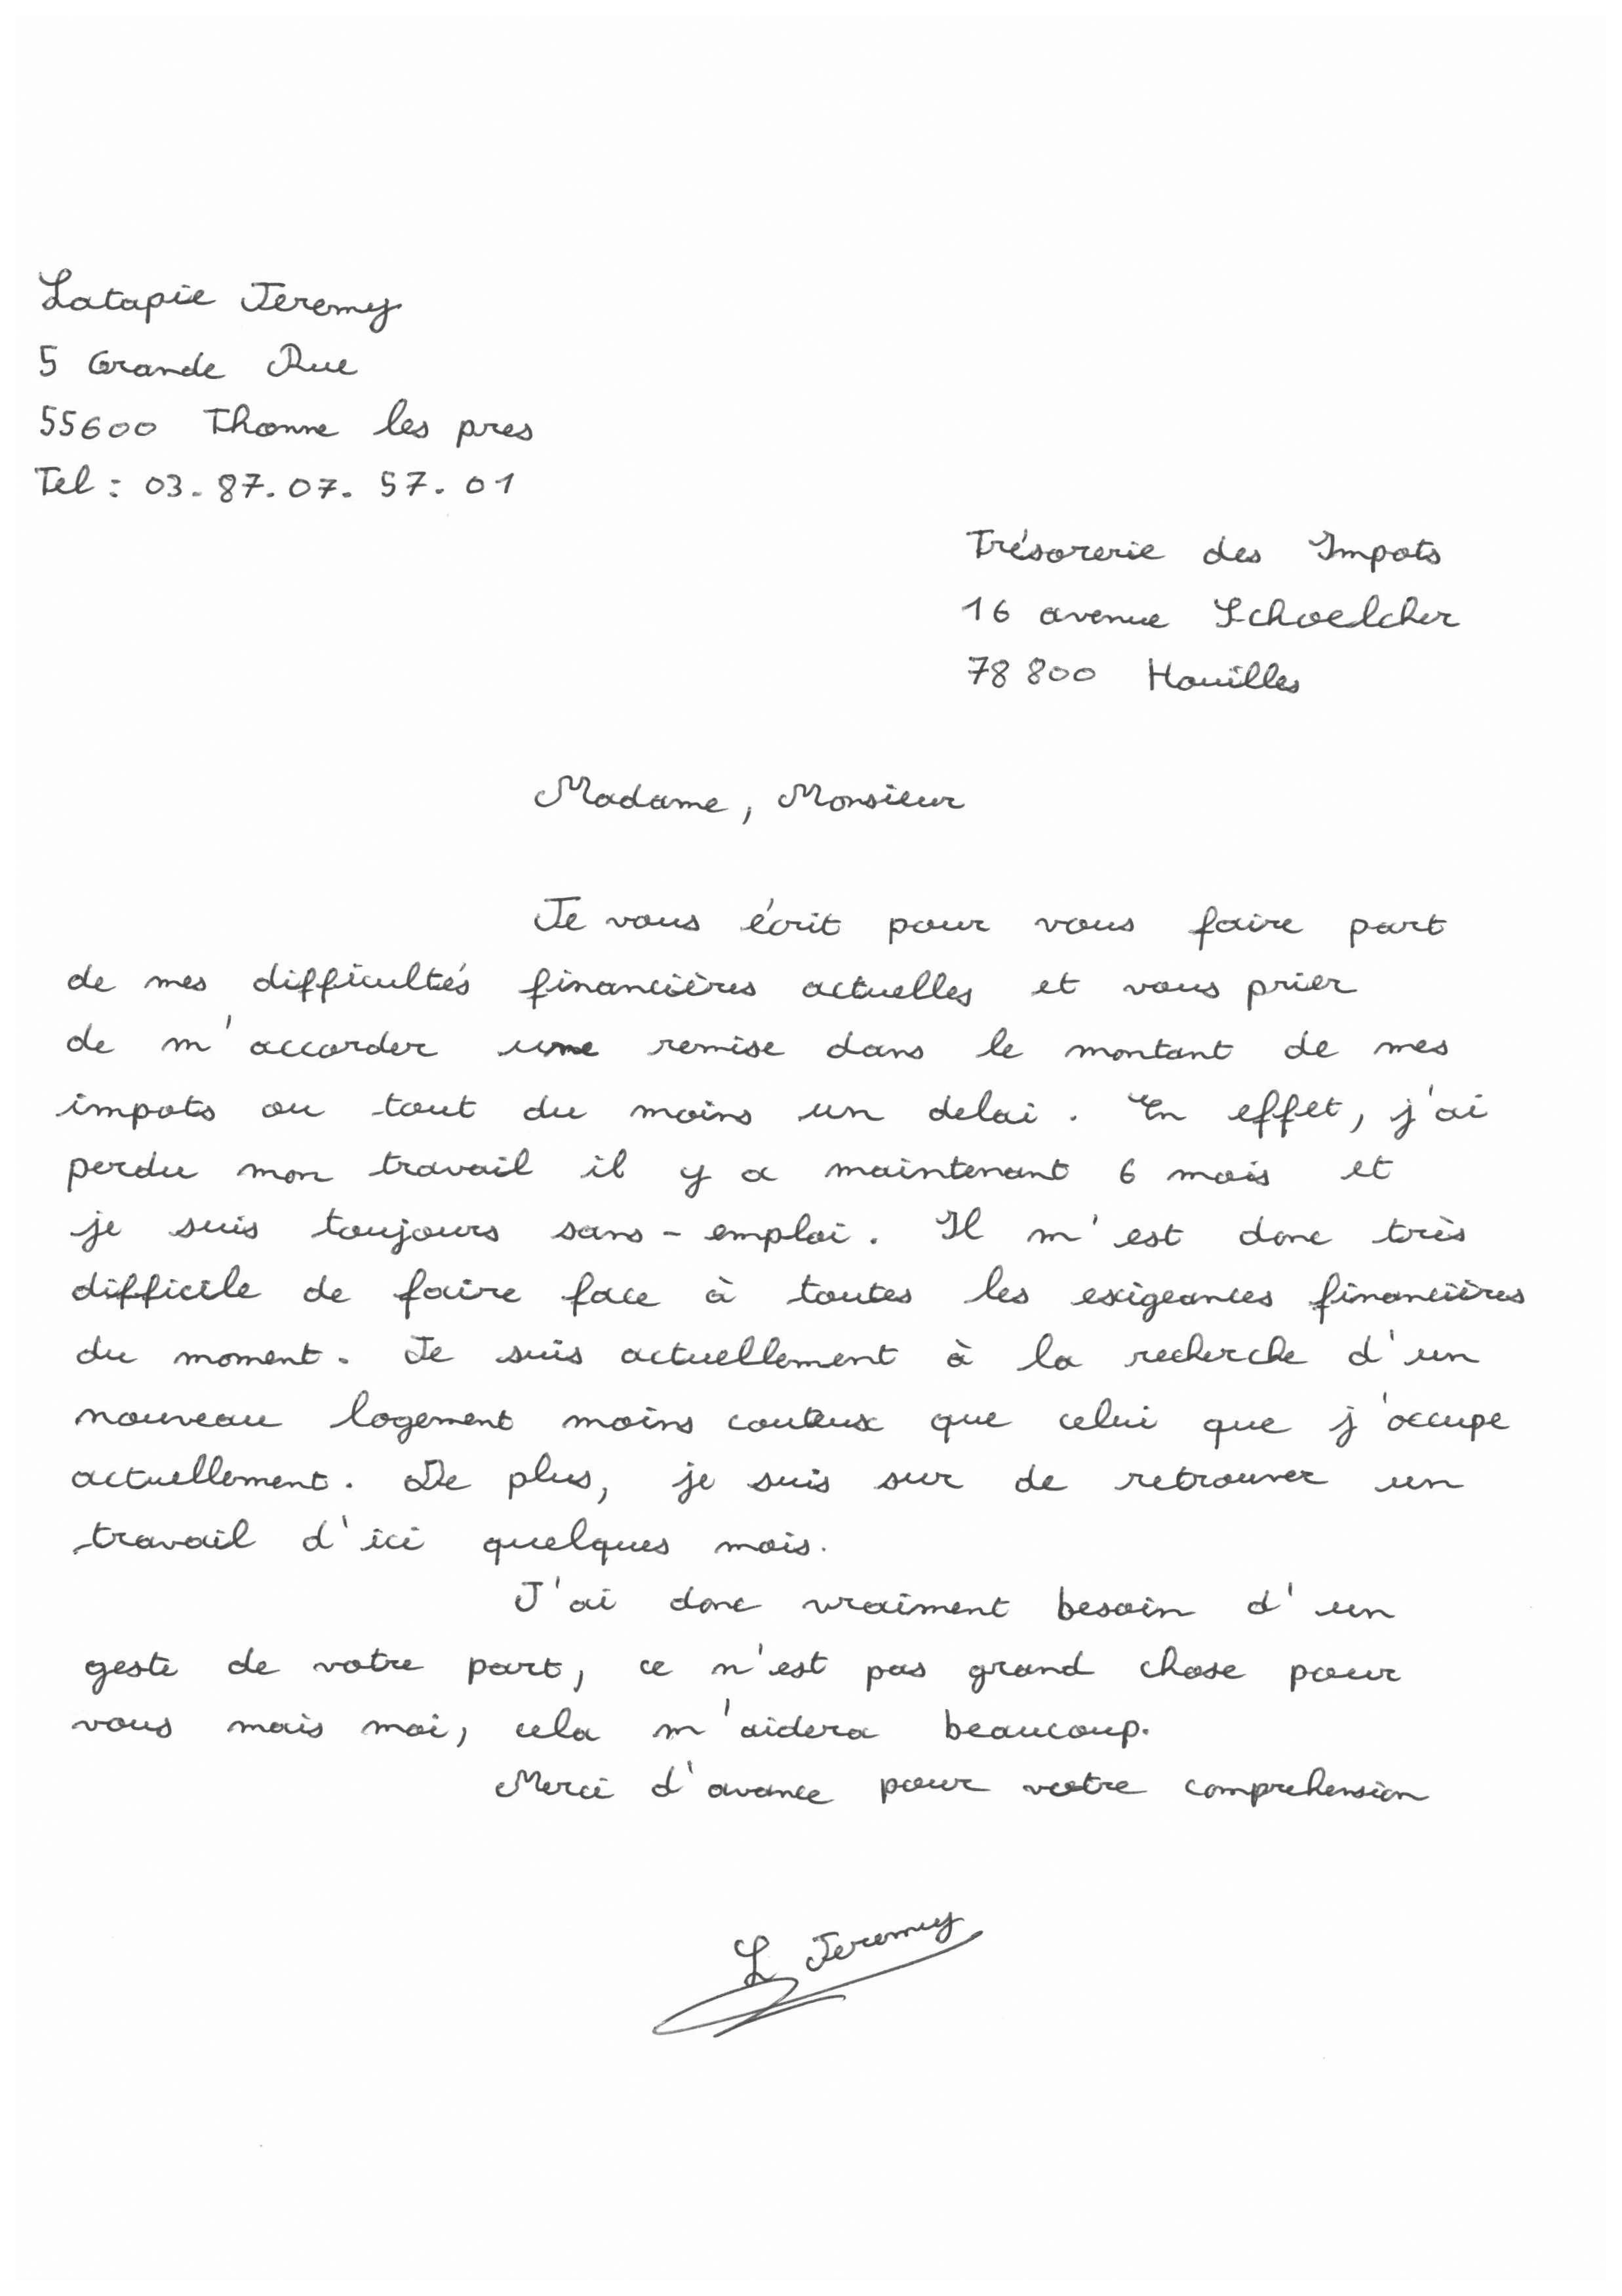 Latapie Jeremy
5 Grande Rue
55600 Thonne les pres
Tel : 03.87.07.57.01
Trésorerie des Impots
16 avenue Schoelcher
78 800 Houilles
Madame, Monsieur
Je vous écrit pour vous faire part
de mes difficultés financières actuelles et vous prier
de m'accorder une remise dans le montant de mes
impots ou tout du moins un delai. En effet, j'ai
perdu mon travail il y a maintenant 6 mois et
je suis toujours sans-emploi. Il m'est donc très
difficile de faire face à toutes les exigeances financières
du moment. Je suis actuellement à la recherche d'un
nouveau logement moins couteux que celui que j'occupe
actuellement. De plus, je suis sur de retrouver un
travail d'ici quelques mois.
J'ai donc vraiment besoin d'un
geste de votre part, ce n'est pas grand chose pour
vous mais moi, cela m'aidera beaucoup.
Merci d'avance pour votre comprehension
L Jeremy